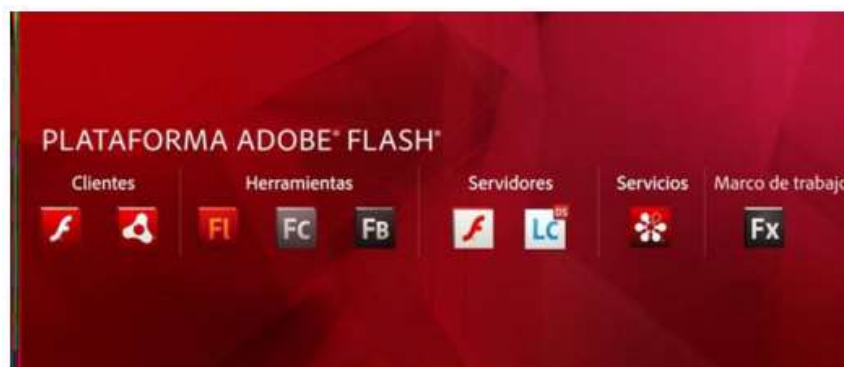 PLATAFORMA ADOBE® FLASH®
Clientes Herramientas Servidores Servicios Marco de trabajo
Fl Fc FB LC DS Fx